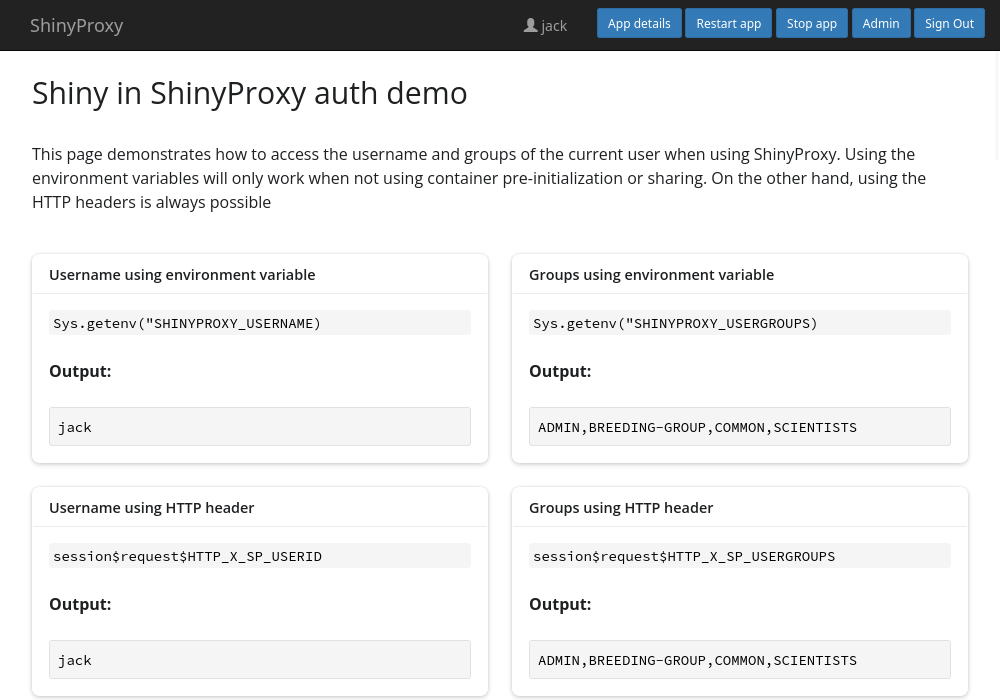 ShinyProxy
jack
App details
Restart app
Stop app
Admin
Sign Out
Shiny in ShinyProxy auth demo
This page demonstrates how to access the username and groups of the current user when using ShinyProxy. Using the
environment variables will only work when not using container pre-initialization or sharing. On the other hand, using the
HTTP headers is always possible
Username using environment variable
Sys.getenv("SHINYPROXY_USERNAME)
Output:
jack
Groups using environment variable
Sys.getenv("SHINYPROXY_USERGROUPS)
Output:
ADMIN,BREEDING-GROUP,COMMON,SCIENTISTS
Username using HTTP header
session$request$HTTP_X_SP_USERID
Output:
jack
Groups using HTTP header
session$request$HTTP_X_SP_USERGROUPS
Output:
ADMIN,BREEDING-GROUP,COMMON,SCIENTISTS